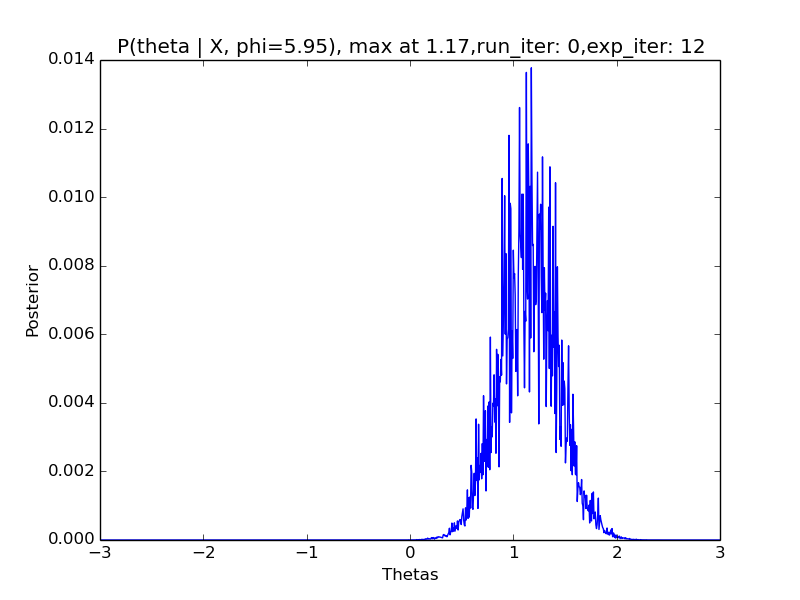 P(theta | X, phi=5.95), max at 1.17,run_iter: 0,exp_iter: 12
0.014
0.012
0.010
0.008
0.006
0.004
0.002
0.000
Posterior
−3 −2 −1 0 1 2 3
Thetas